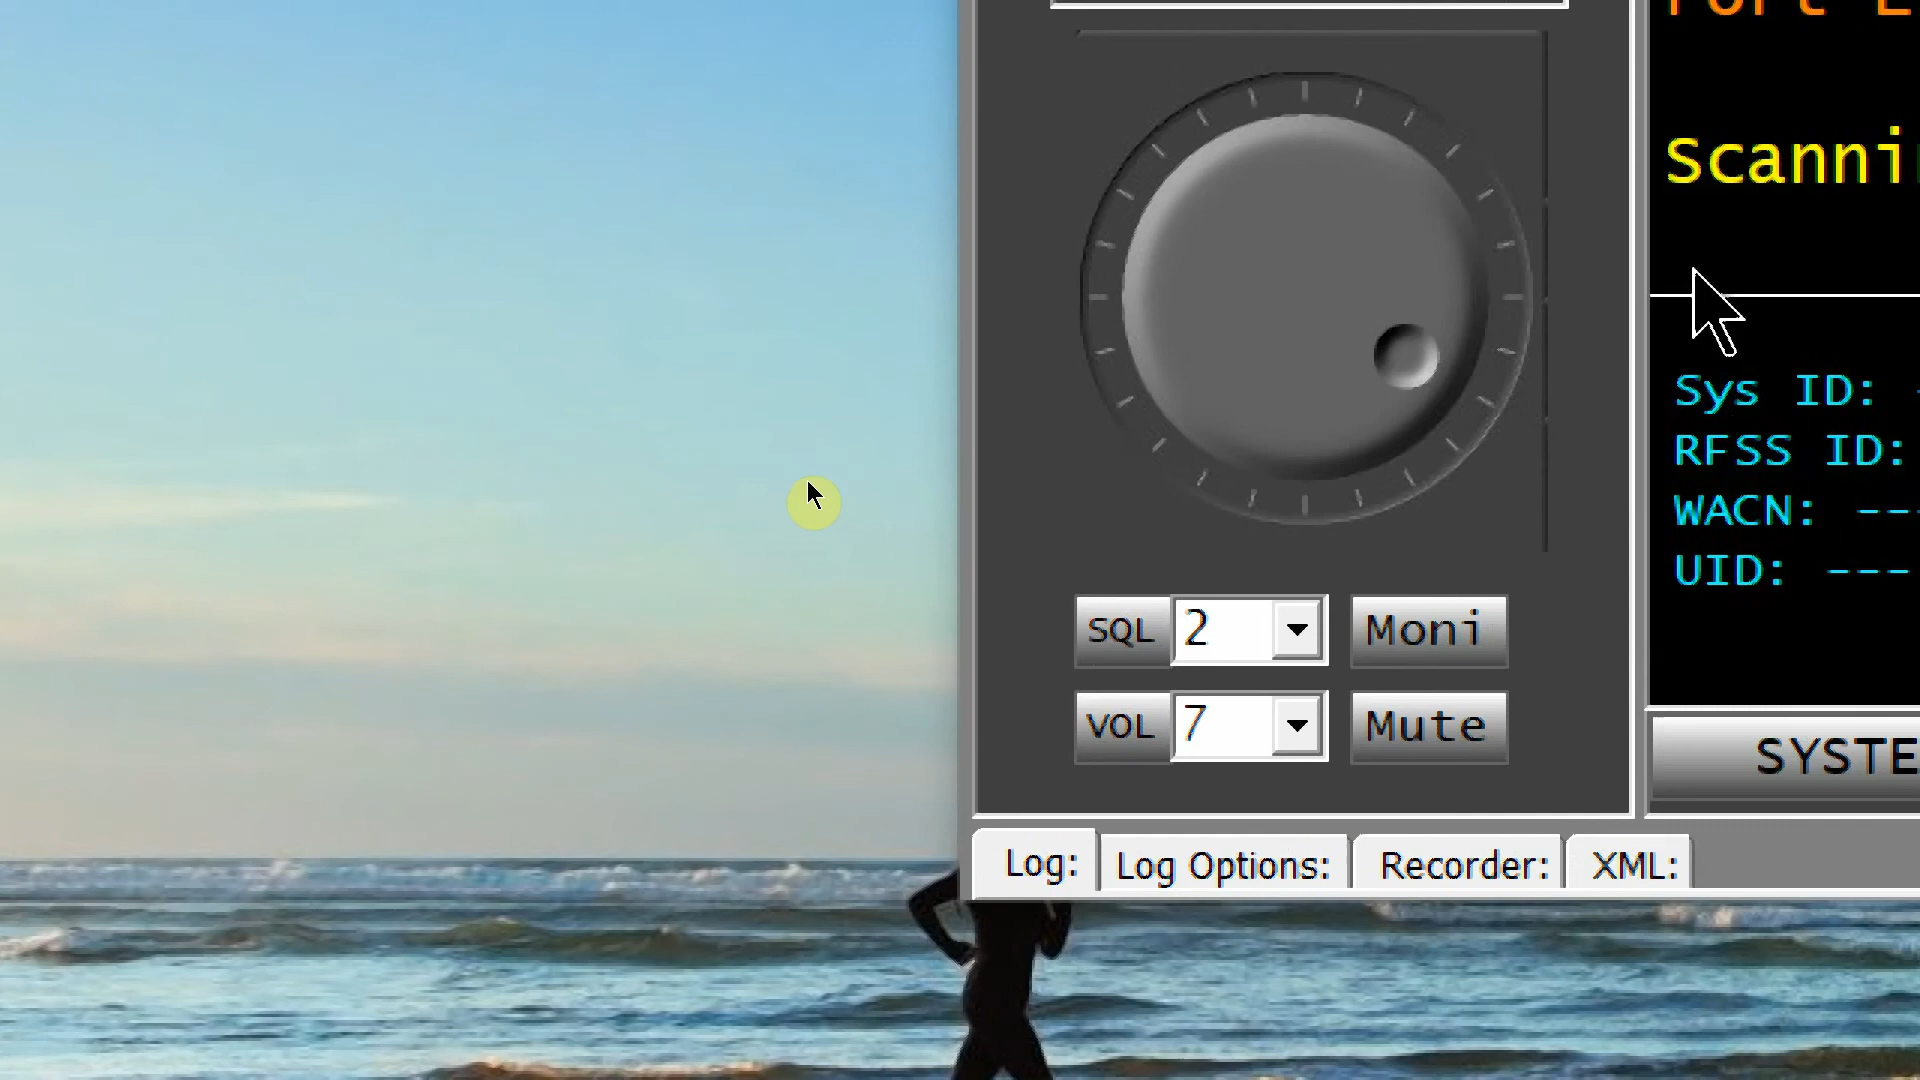 Scanni
Sys ID:
RFSS ID:
WACN: ---
UID: ---
SQL 2 Moni
VOL 7 Mute
SYSTE
Log: Log Options: Recorder: XML: